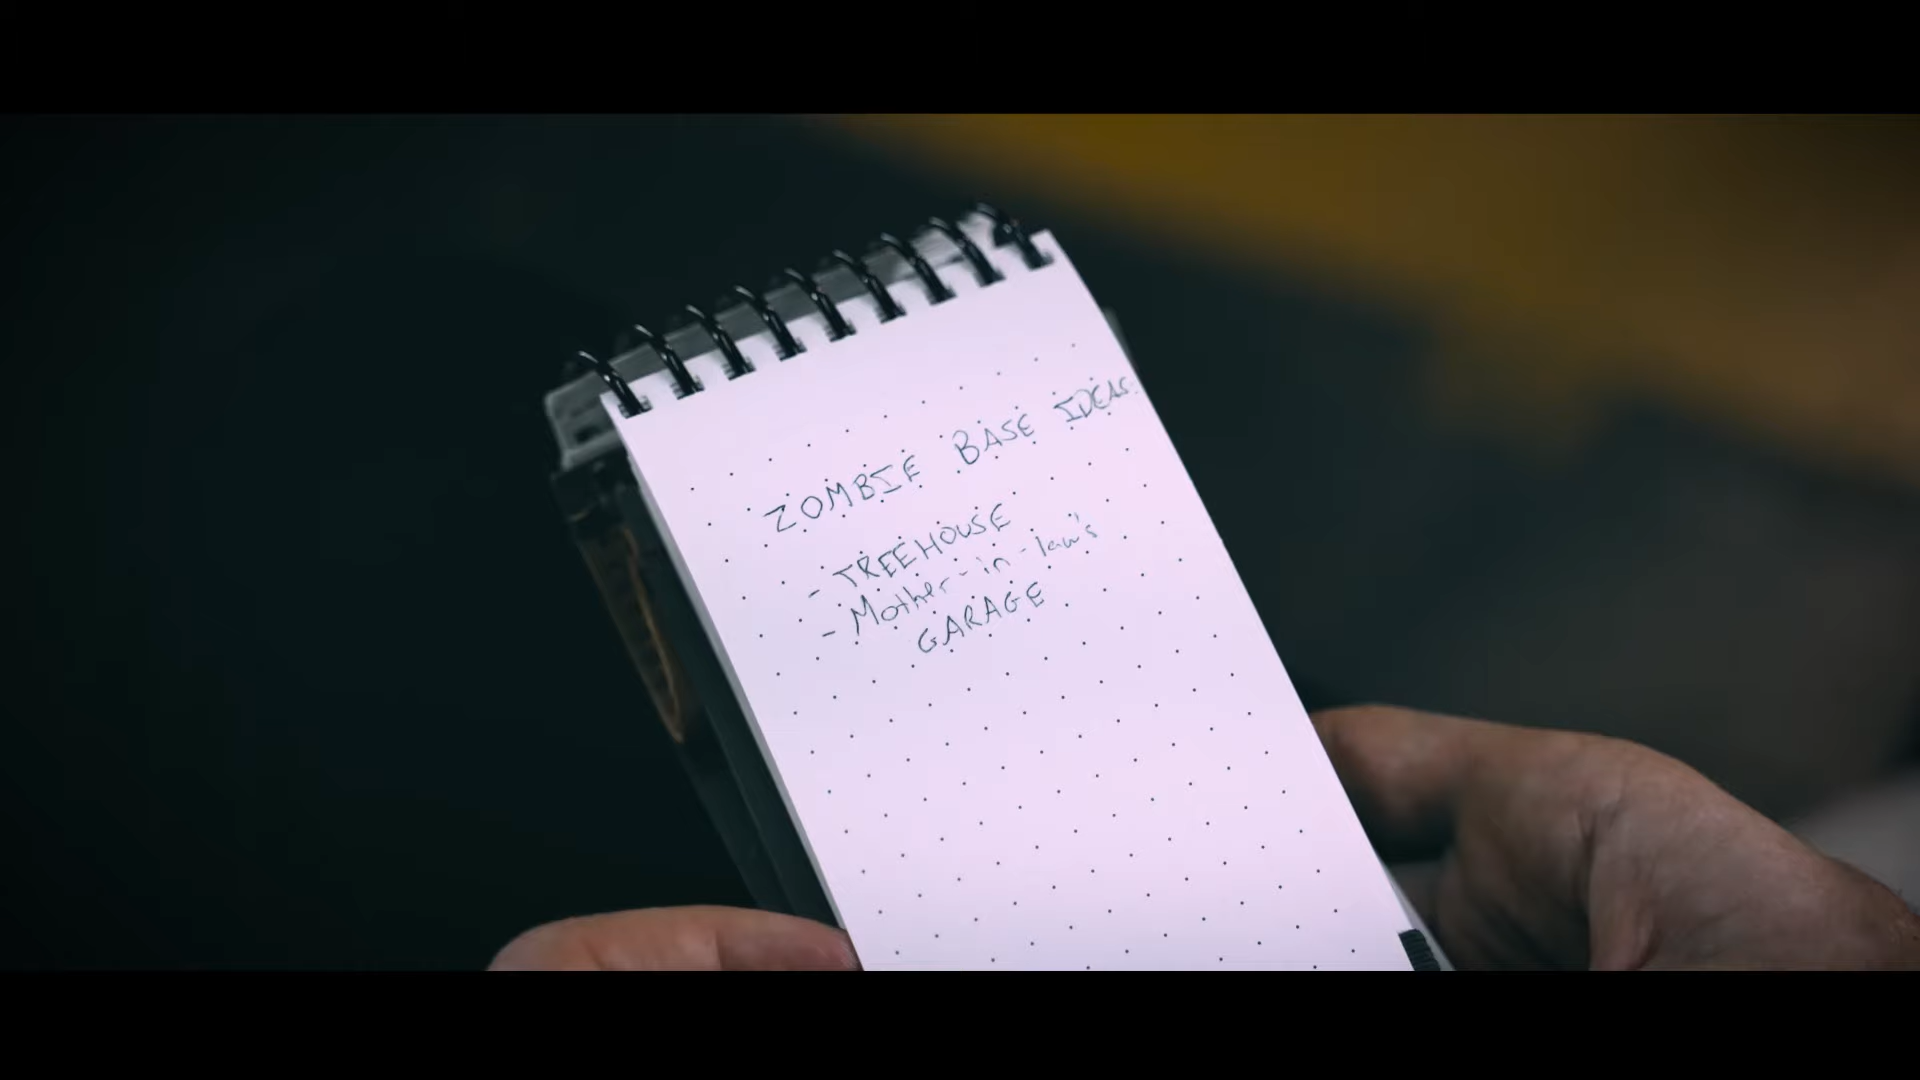 ZOMBIE BASE IDEAS
- TREEHOUSE
- Mother-in-law's
GARAGE